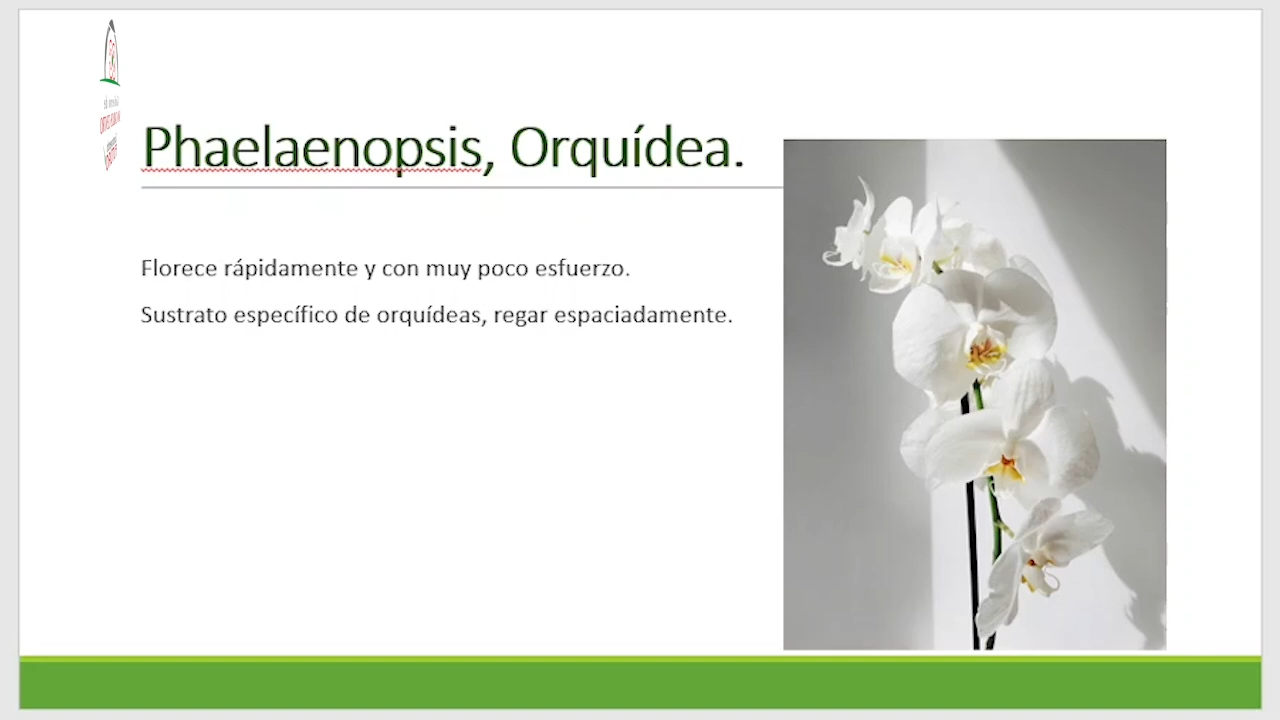 Phaelaenopsis, Orquídea.
Florece rápidamente y con muy poco esfuerzo.
Sustrato específico de orquídeas, regar espaciadamente.